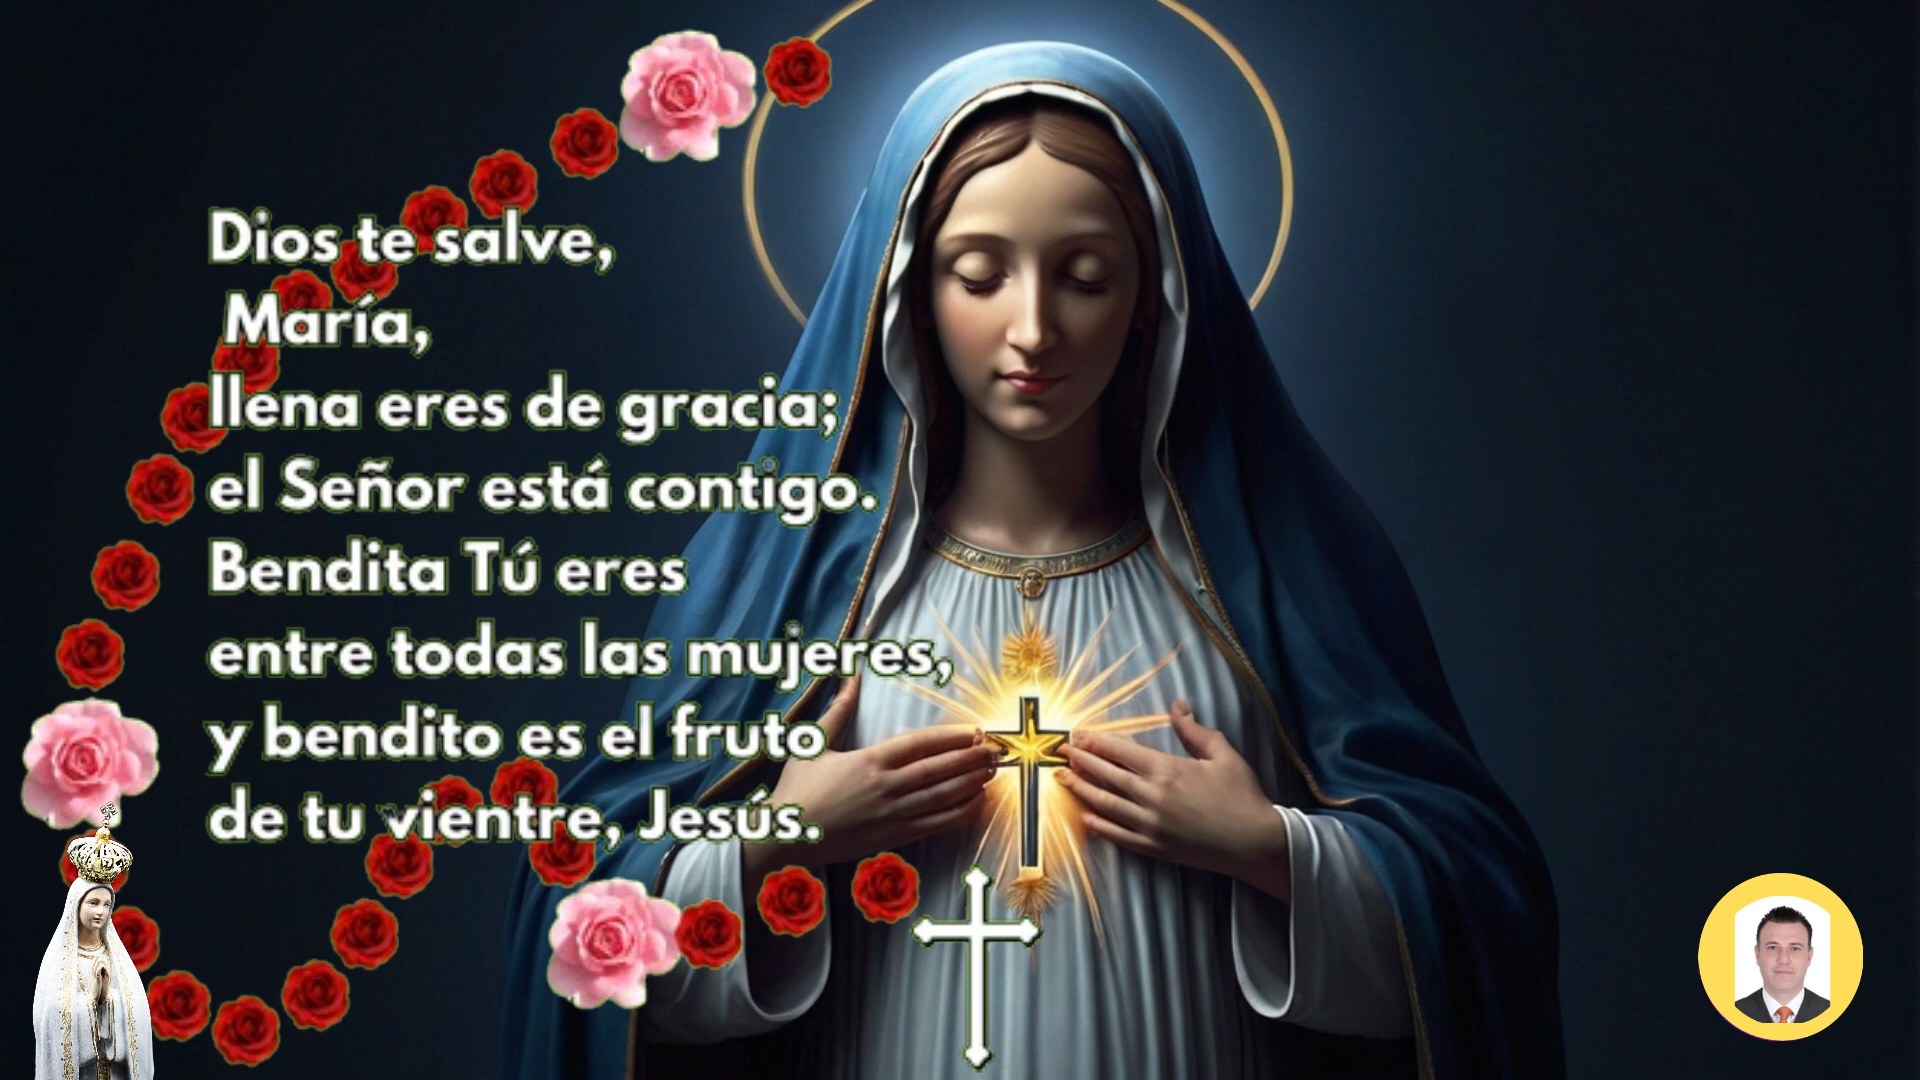 Dios te salve,
María,
llena eres de gracia;
el Señor está contigo.
Bendita Tú eres
entre todas las mujeres,
y bendito es el fruto
de tu vientre, Jesús.